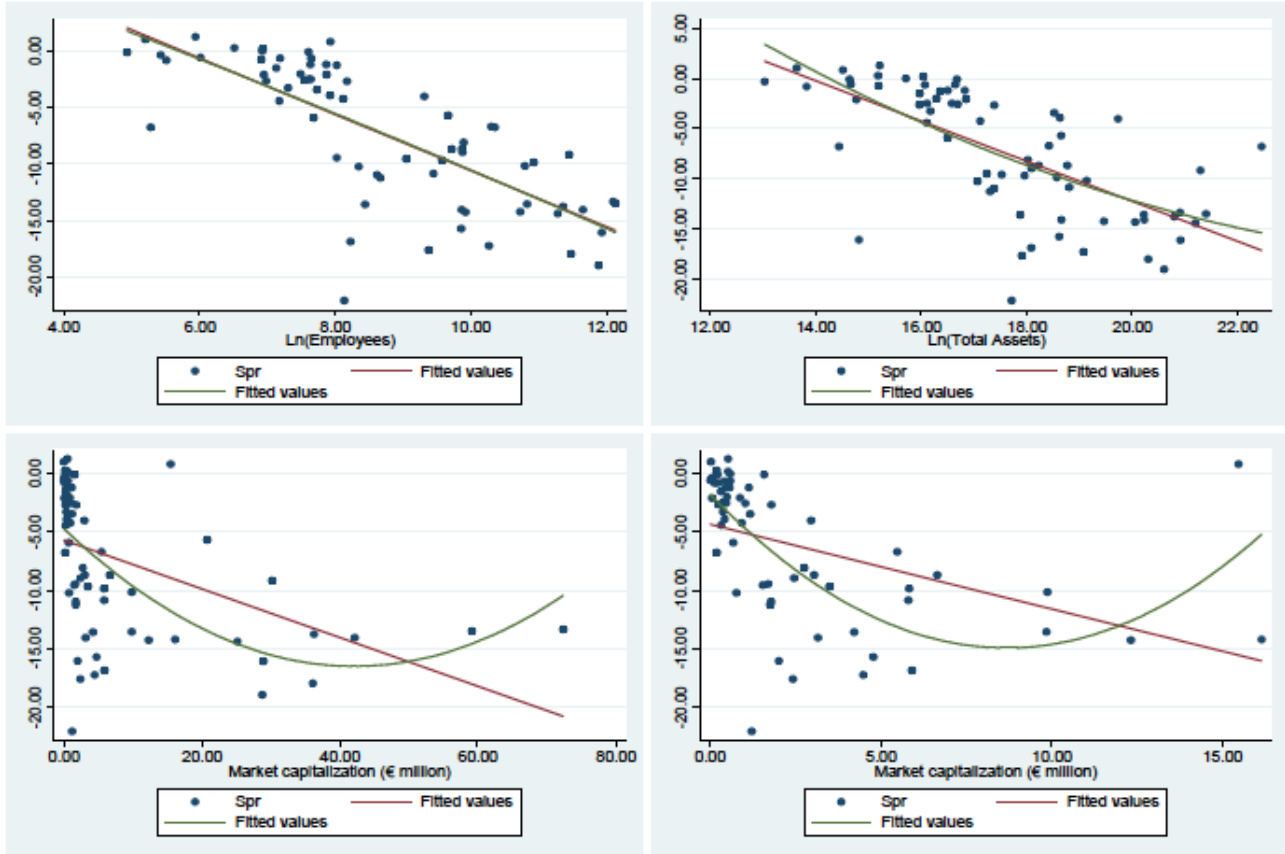 0.00
-5.00
-10.00
-15.00
-20.00
4.00 6.00 8.00 10.00 12.00
Ln(Employees)
Spr Fitted values
Fitted values
5.00
0.00
-5.00
-10.00
-15.00
-20.00
12.00 14.00 16.00 18.00 20.00 22.00
Ln(Total Assets)
Spr Fitted values
Fitted values
0.00
-5.00
-10.00
-15.00
-20.00
0.00 20.00 40.00 60.00 80.00
Market capitalization (€ million)
Spr Fitted values
Fitted values
0.00
-5.00
-10.00
-15.00
-20.00
0.00 5.00 10.00 15.00
Market capitalization (€ million)
Spr Fitted values
Fitted values